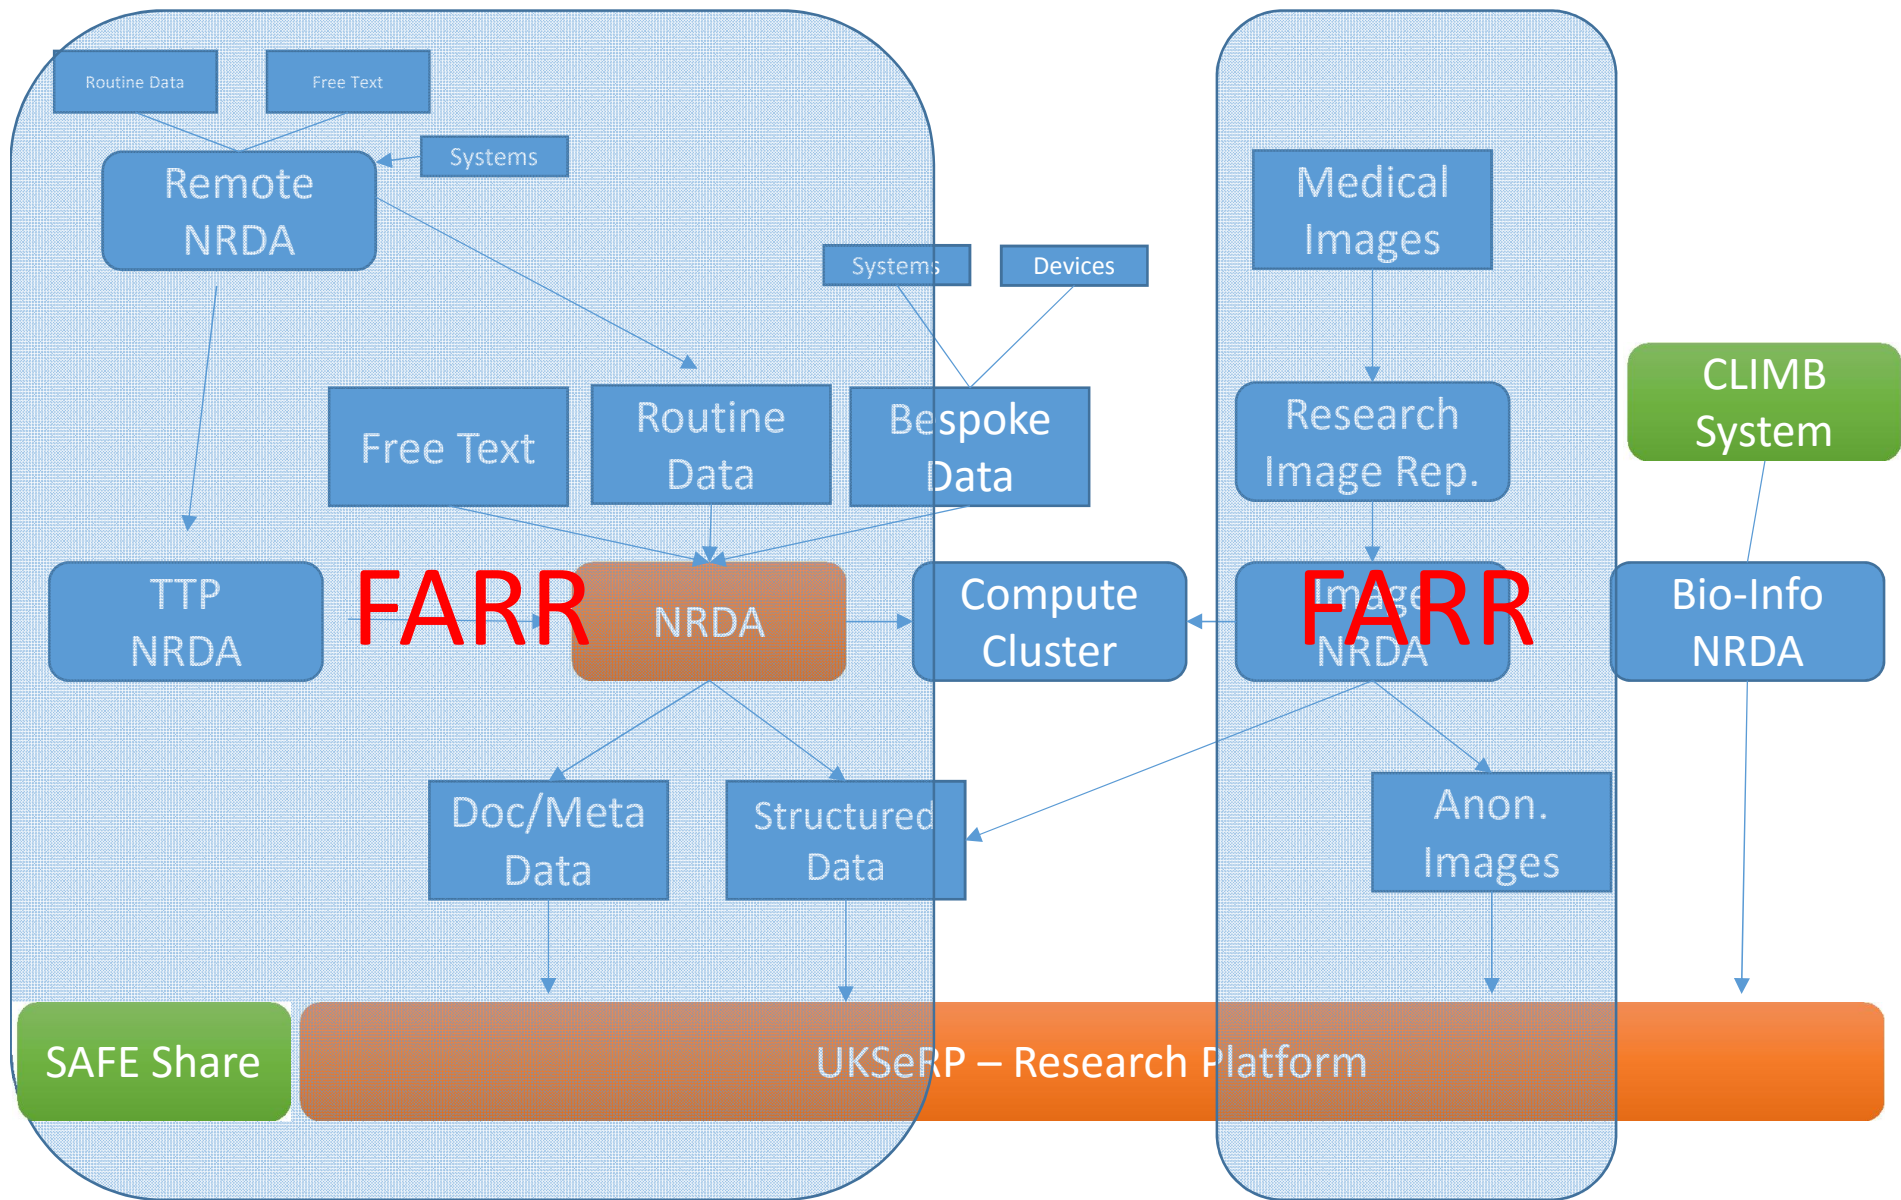 Routine Data
Free Text
Systems
Remote
NRDA
Medical
Images
Systems
Devices
CLIMB
System
Free Text
Routine
Data
Bespoke
Data
Research
Image Rep.
TTP
NRDA
FARR
NRDA
Compute
Cluster
Image
NRDA
FARR
Bio-Info
NRDA
Doc/Meta
Data
Structured
Data
Anon.
Images
SAFE Share
UKSeRP – Research Platform